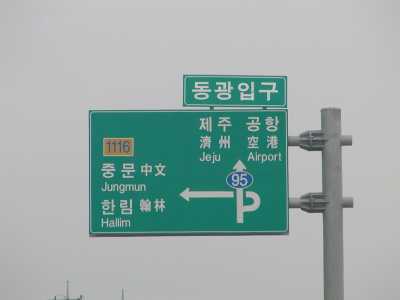 동광입구
제주 공항
濟州 空港
Jeju Airport
1116
중문 中文
Jungmun
한림 翰林
Hallim
95